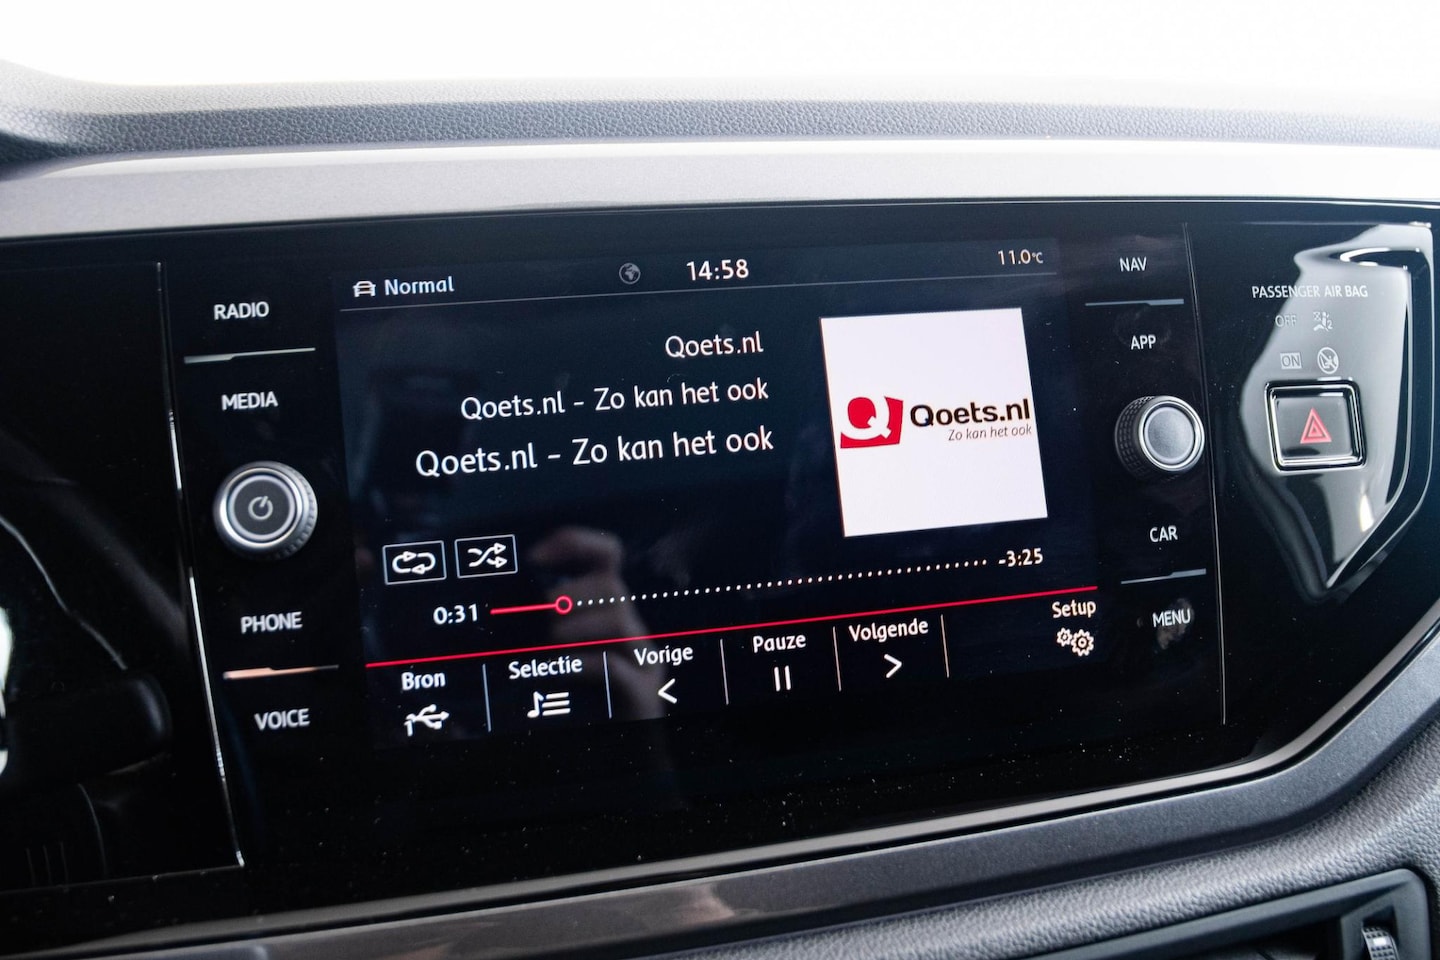 RADIO
MEDIA
PHONE
VOICE
Normal
14:58
11.0°C
Qoets.nl
Qoets.nl - Zo kan het ook
Qoets.nl - Zo kan het ook
Q Qoets.nl
Zo kan het ook
0:31
-3:25
Bron
Selectie
Vorige
Pauze
Volgende
Setup
NAV
APP
CAR
MENU
PASSENGER AIR BAG
OFF
ON